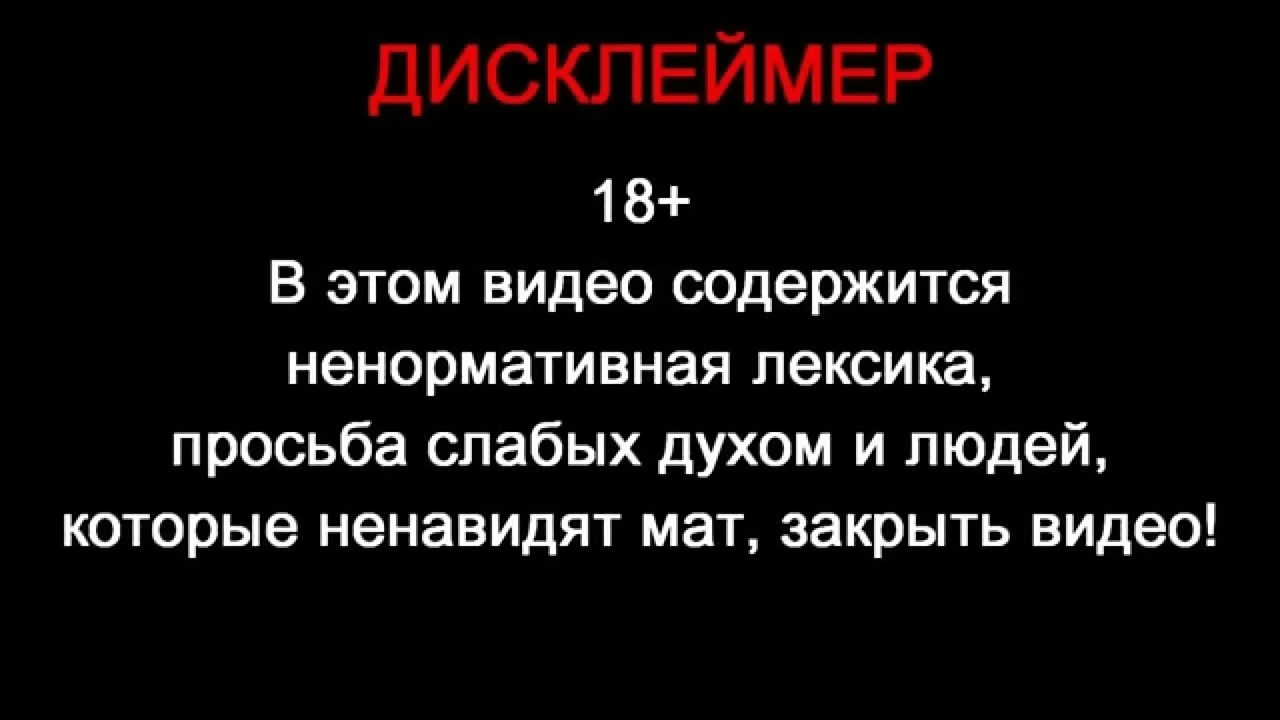 ДИСКЛЕЙМЕР
18+
В этом видео содержится
ненормативная лексика,
просьба слабых духом и людей,
которые ненавидят мат, закрыть видео!